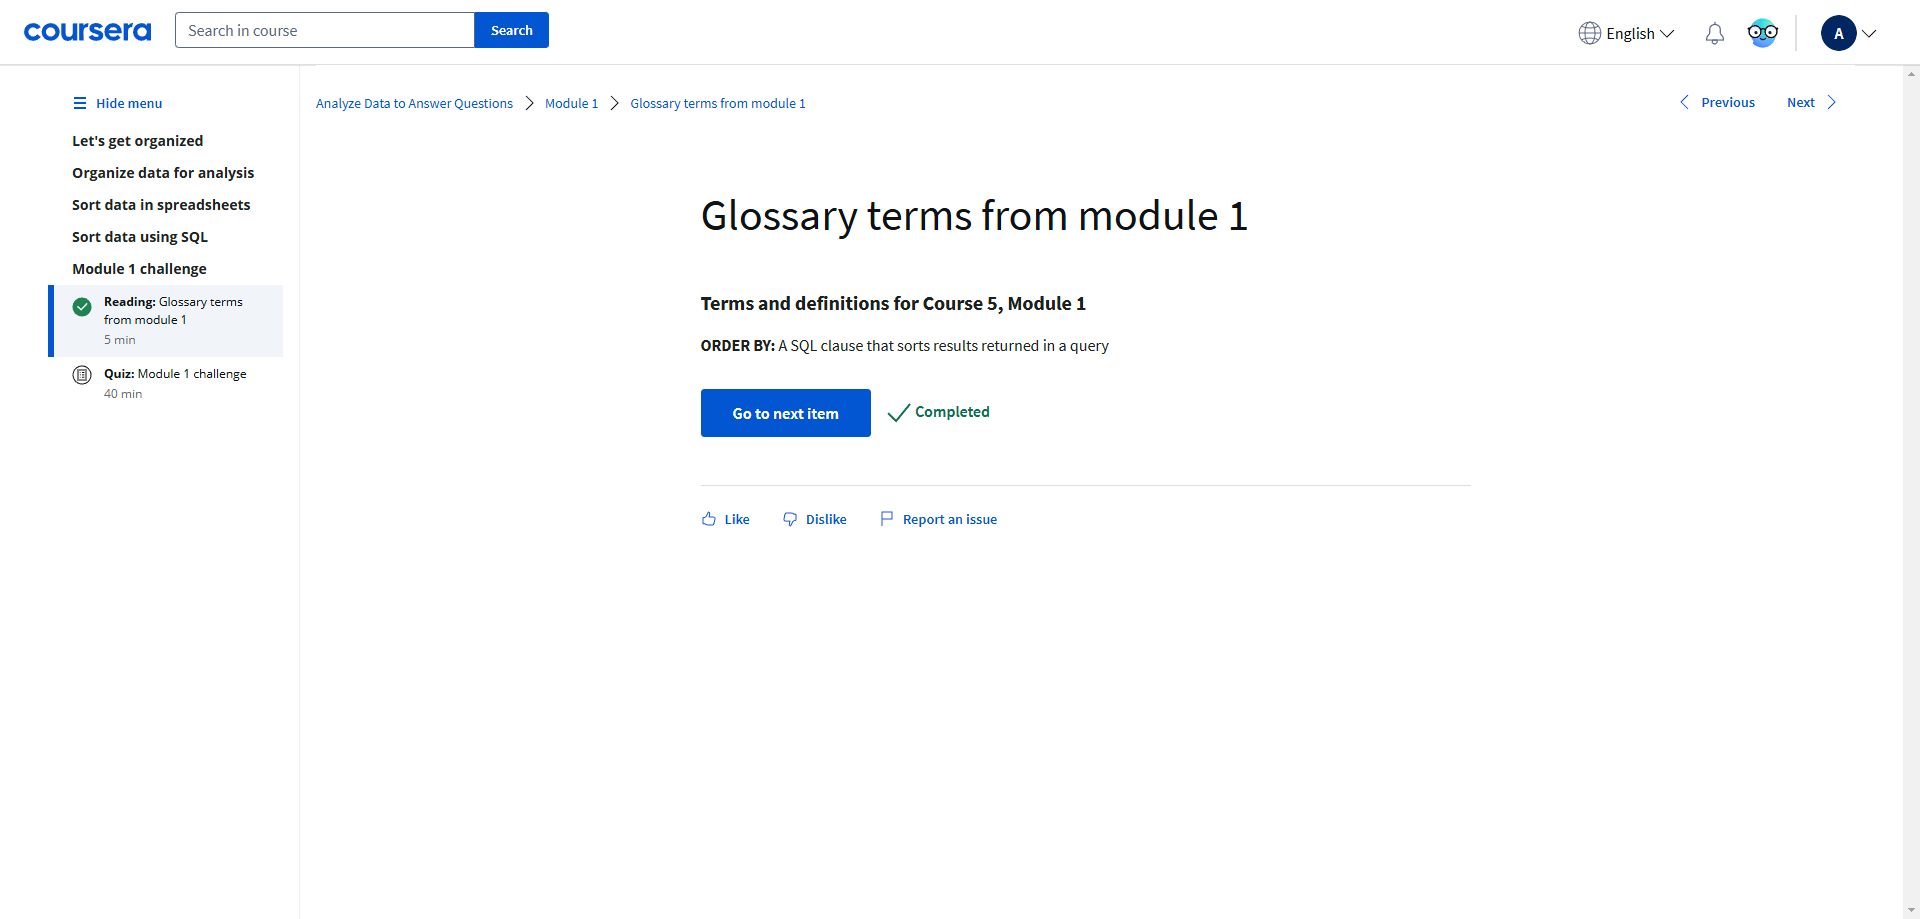 coursera
Search in course
Search
English
A
Hide menu
Let's get organized
Organize data for analysis
Sort data in spreadsheets
Sort data using SQL
Module 1 challenge
Reading: Glossary terms
from module 1
5 min
Quiz: Module 1 challenge
40 min
Analyze Data to Answer Questions
Module 1
Glossary terms from module 1
Previous
Next
Glossary terms from module 1
Terms and definitions for Course 5, Module 1
ORDER BY: A SQL clause that sorts results returned in a query
Go to next item
Completed
Like
Dislike
Report an issue